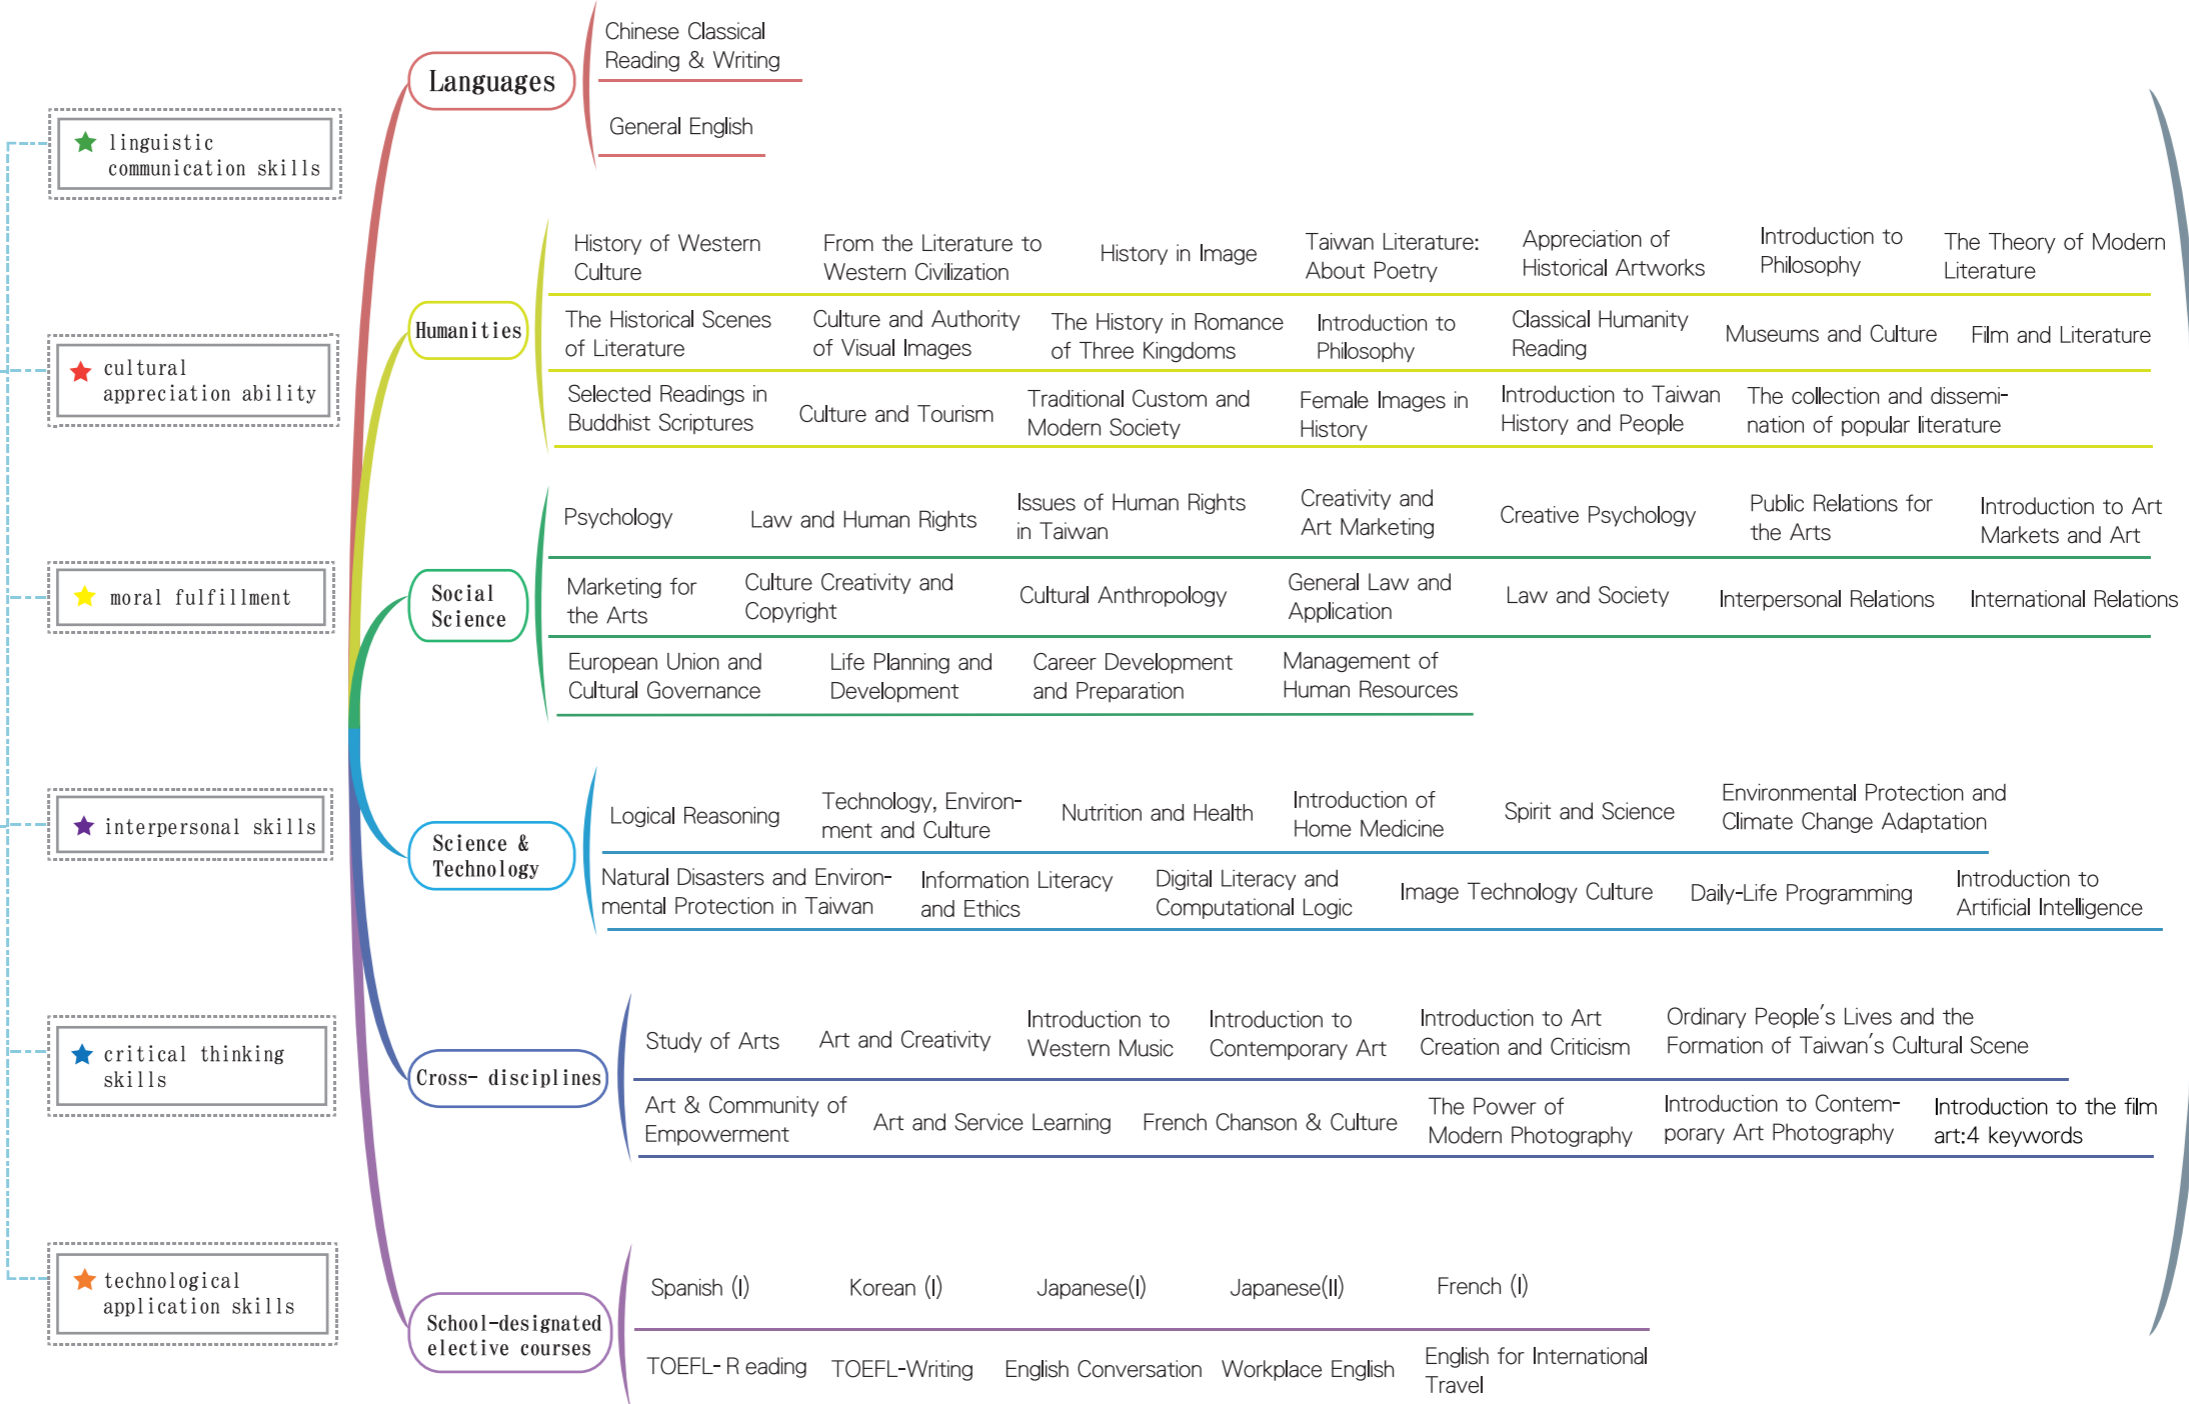 linguistic
communication skills
cultural
appreciation ability
moral fulfillment
interpersonal skills
critical thinking
skills
technological
application skills
Languages
Chinese Classical
Reading & Writing
General English
Humanities
History of Western
Culture
From the Literature to
Western Civilization
History in Image
Taiwan Literature:
About Poetry
Appreciation of
Historical Artworks
Introduction to
Philosophy
The Theory of Modern
Literature
The Historical Scenes
of Literature
Culture and Authority
of Visual Images
The History in Romance
of Three Kingdoms
Introduction to
Philosophy
Classical Humanity
Reading
Museums and Culture
Film and Literature
Selected Readings in
Buddhist Scriptures
Culture and Tourism
Traditional Custom and
Modern Society
Female Images in
History
Introduction to Taiwan
History and People
The collection and dissemi-
nation of popular literature
Social
Science
Psychology
Law and Human Rights
Issues of Human Rights
in Taiwan
Creativity and
Art Marketing
Creative Psychology
Public Relations for
the Arts
Introduction to Art
Markets and Art
Marketing for
the Arts
Culture Creativity and
Copyright
Cultural Anthropology
General Law and
Application
Law and Society
Interpersonal Relations
International Relations
European Union and
Cultural Governance
Life Planning and
Development
Career Development
and Preparation
Management of
Human Resources
Science &
Technology
Logical Reasoning
Technology, Environ-
ment and Culture
Nutrition and Health
Introduction of
Home Medicine
Spirit and Science
Environmental Protection and
Climate Change Adaptation
Natural Disasters and Environ-
mental Protection in Taiwan
Information Literacy
and Ethics
Digital Literacy and
Computational Logic
Image Technology Culture
Daily-Life Programming
Introduction to
Artificial Intelligence
Cross- disciplines
Study of Arts
Art and Creativity
Introduction to
Western Music
Introduction to
Contemporary Art
Introduction to Art
Creation and Criticism
Ordinary People's Lives and the
Formation of Taiwan's Cultural Scene
Art & Community of
Empowerment
Art and Service Learning
French Chanson & Culture
The Power of
Modern Photography
Introduction to Contem-
porary Art Photography
Introduction to the film
art:4 keywords
School-designated
elective courses
Spanish (I)
Korean (I)
Japanese(I)
Japanese(II)
French (I)
TOEFL- R eading
TOEFL-Writing
English Conversation
Workplace English
English for International
Travel